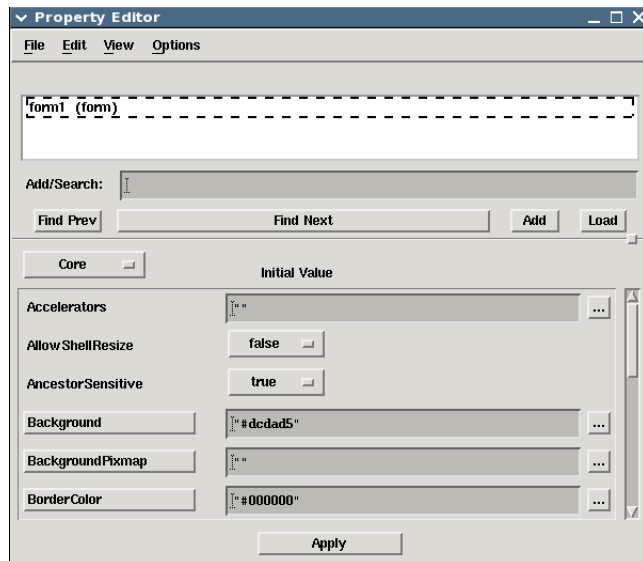 Property Editor
File Edit View Options
form1 (form)
Add/Search:
Find Prev Find Next Add Load
Core
Initial Value
Accelerators "" ...
AllowShellResize false
AncestorSensitive true
Background "#dcdad5" ...
BackgroundPixmap "" ...
BorderColor "#000000" ...
Apply